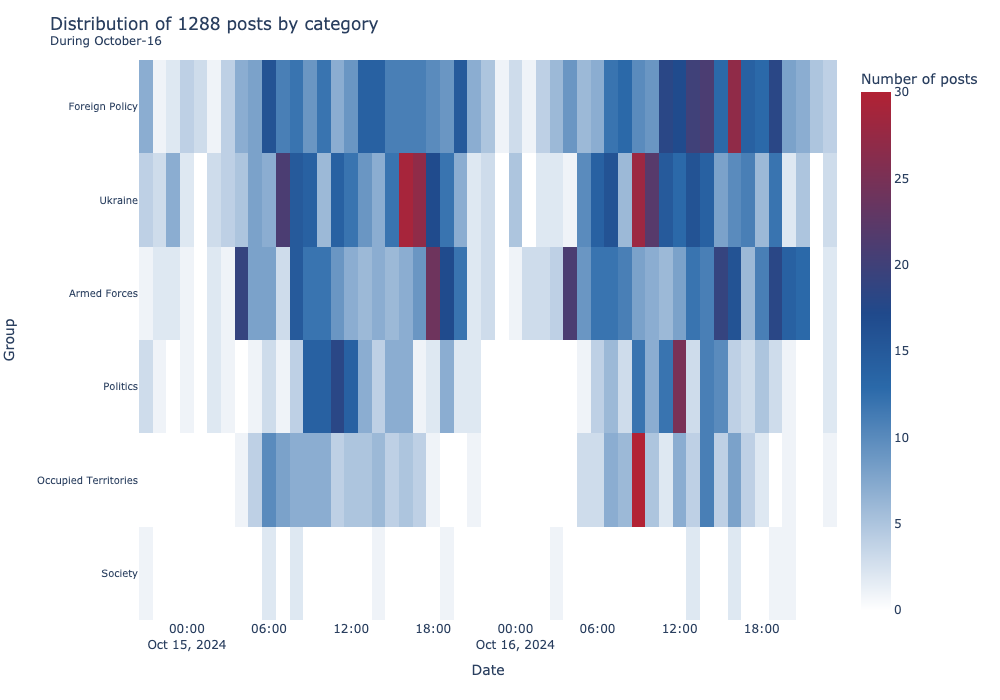 Distribution of 1288 posts by category
During October-16
Number of posts
Group
Foreign Policy
Ukraine
Armed Forces
Politics
Occupied Territories
Society
30
25
20
15
10
5
0
00:00 06:00 12:00 18:00 00:00 06:00 12:00 18:00
Oct 15, 2024 Oct 16, 2024
Date